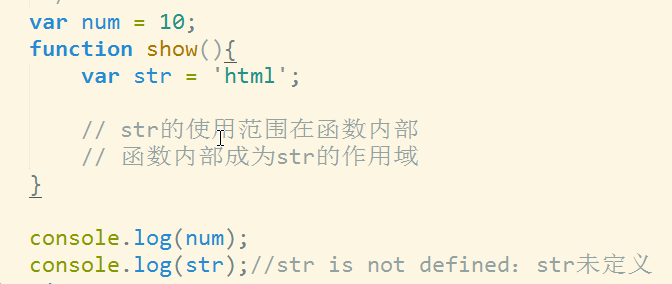 var num = 10;
function show(){
var str = 'html';
// str的使用范围在函数内部
// 函数内部成为str的作用域
}
console.log(num);
console.log(str);//str is not defined：str未定义